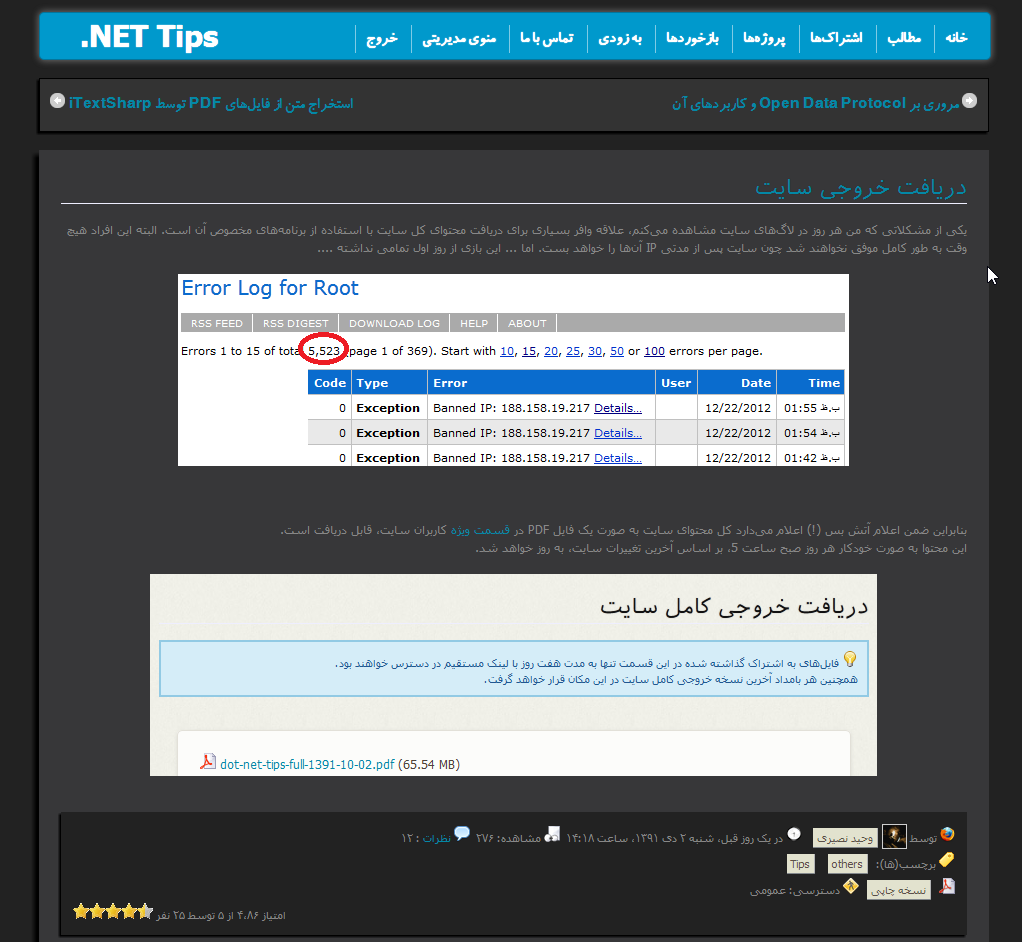 .NET Tips
خانه
مطالب
اشتراک‌ها
پروژه‌ها
بازخوردها
به زودی
تماس با ما
منوی مدیریتی
خروج
مروری بر Open Data Protocol و کاربردهای آن
استخراج متن از فایل‌های PDF توسط iTextSharp
دریافت خروجی سایت
یکی از مشکلاتی که من هر روز در لاگ‌های سایت مشاهده می‌کنم، علاقه وافر بسیاری برای دریافت محتوای کل سایت با استفاده از برنامه‌های مخصوص آن است. البته این افراد هیچ
وقت به طور کامل موفق نخواهند شد چون سایت پس از مدتی IP آن‌ها را خواهد بست. اما ... این بازی از روز اول تمامی نداشته ....
Error Log for Root
RSS FEED
RSS DIGEST
DOWNLOAD LOG
HELP
ABOUT
Errors 1 to 15 of total 5,523 (page 1 of 369). Start with 10, 15, 20, 25, 30, 50 or 100 errors per page.
Code Type Error User Date Time
0 Exception Banned IP: 188.158.19.217 Details... 12/22/2012 01:55 ب.ظ
0 Exception Banned IP: 188.158.19.217 Details... 12/22/2012 01:54 ب.ظ
0 Exception Banned IP: 188.158.19.217 Details... 12/22/2012 01:42 ب.ظ
بنابراین ضمن اعلام آتش بس (!) اعلام می‌دارد کل محتوای سایت به صورت یک فایل PDF در قسمت ویژه کاربران سایت، قابل دریافت است.
این محتوا به صورت خودکار هر روز صبح ساعت 5، بر اساس آخرین تغییرات سایت، به روز خواهد شد.
دریافت خروجی کامل سایت
فایل‌های به اشتراک گذاشته شده در این قسمت تنها به مدت هفت روز با لینک مستقیم در دسترس خواهند بود.
همچنین هر بامداد آخرین نسخه خروجی کامل سایت در این مکان قرار خواهد گرفت.
dot-net-tips-full-1391-10-02.pdf (65.54 MB)
توسط وحید نصیری در یک روز قبل، شنبه ۲ دی ۱۳۹۱، ساعت ۱۴:۱۸ مشاهده: ۲۷۶ نظرات : ۱۲
برچسب(ها): others Tips
نسخه چاپی دسترسی: عمومی
امتیاز ۴.۸۶ از ۵ توسط ۲۵ نفر